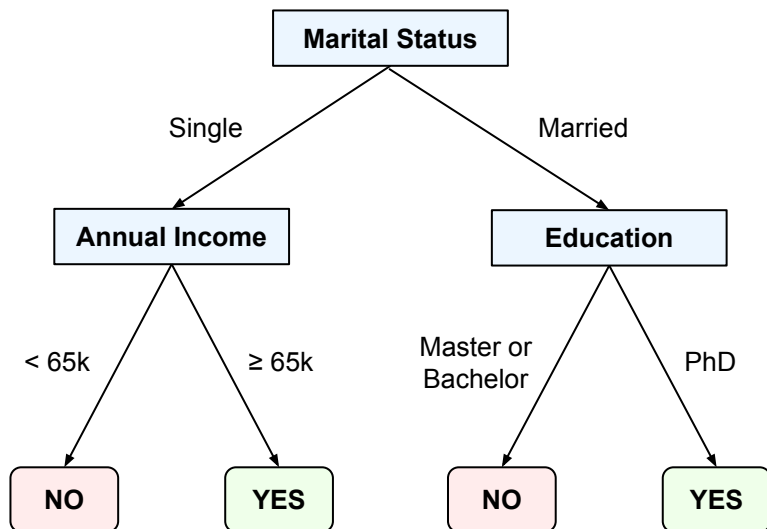 Marital Status
Single
Married
Annual Income
Education
< 65k
≥ 65k
Master or
Bachelor
PhD
NO
YES
NO
YES